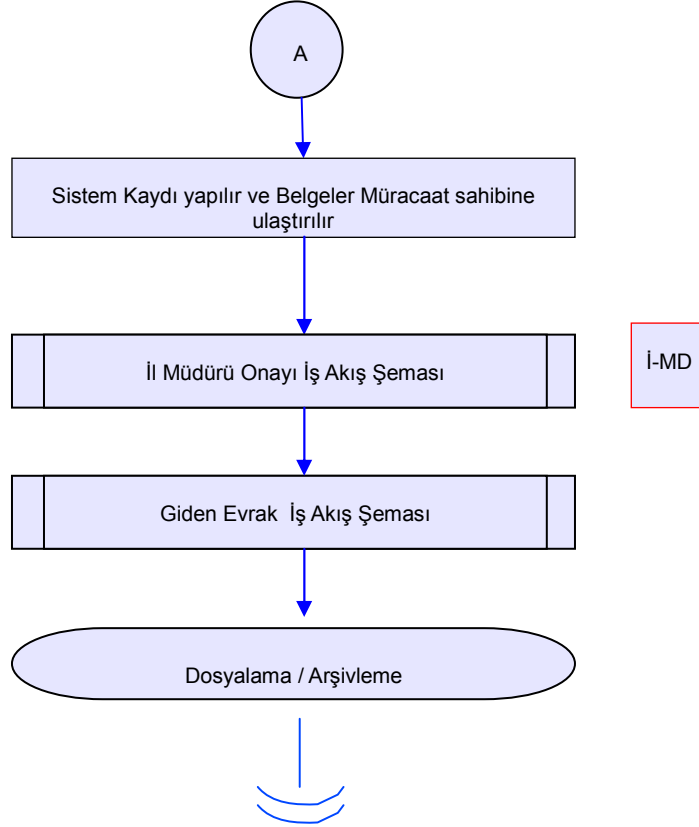 A
Sistem Kaydı yapılır ve Belgeler Müracaat sahibine
ulaştırılır
İl Müdürü Onayı İş Akış Şeması
İ-MD
Giden Evrak İş Akış Şeması
Dosyalama / Arşivleme